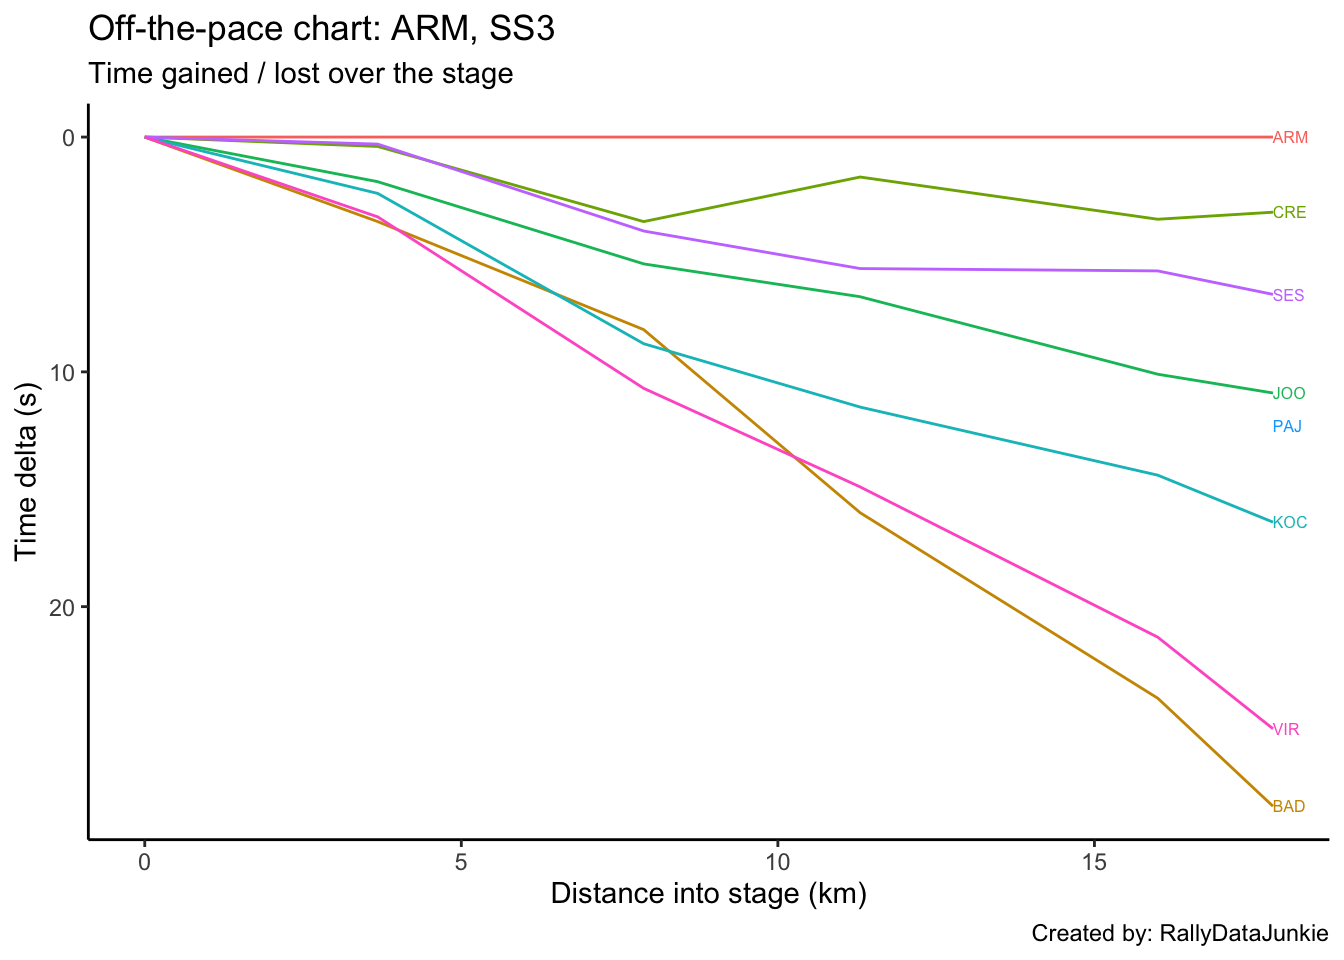 Off-the-pace chart: ARM, SS3
Time gained / lost over the stage
0
10
20
Time delta (s)
ARM
CRE
SES
JOO
PAJ
KOC
VIR
BAD
0 5 10 15
Distance into stage (km)
Created by: RallyDataJunkie